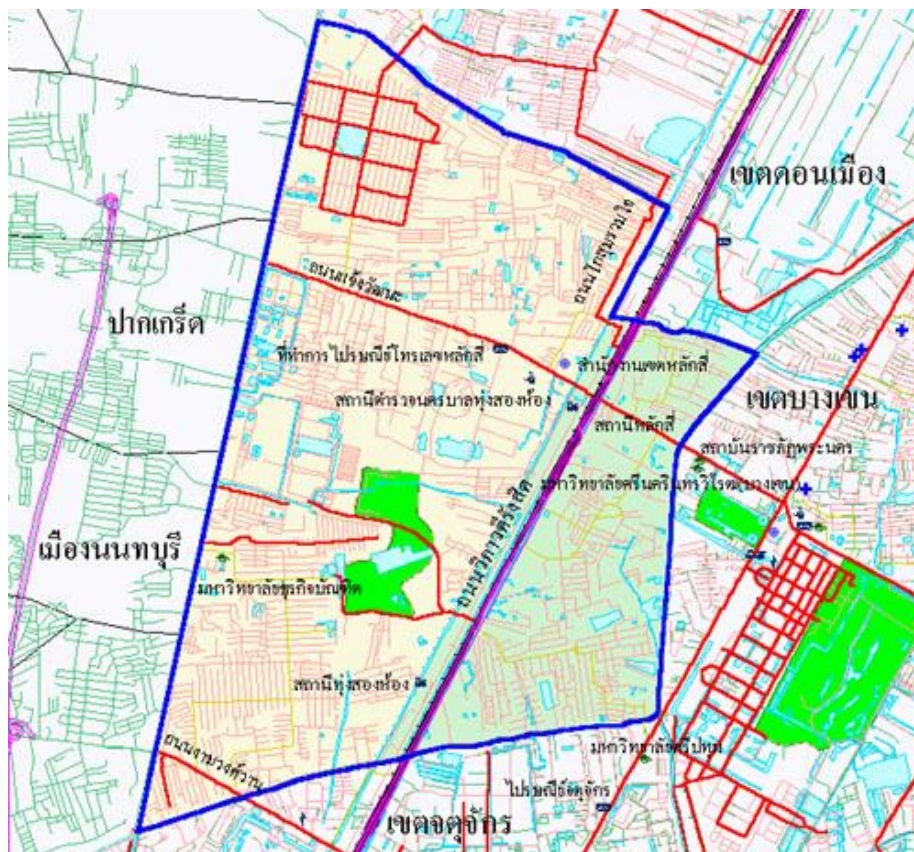 เขตดอนเมือง
ถนนโกสุมรวมใจ
ถนนแจ้งวัฒนะ
ปากเกร็ด
ที่ทำการไปรษณีย์โทรเลขหลักสี่
สำนักงานเขตหลักสี่
สถานีตำรวจนครบาลทุ่งสองห้อง
เขตบางเขน
สถานีหลักสี่
สถาบันราชภัฏพระนคร
มหาวิทยาลัยศรีนครินทรวิโรฒ(บางเขน)
ถนนวิภาวดีรังสิต
เมืองนนทบุรี
มหาวิทยาลัยธุรกิจบัณฑิต
สถานีทุ่งสองห้อง
ถนนงามวงศ์วาน
มหาวิทยาลัยศรีปทุม
ไปรษณีย์จตุจักร
เขตจตุจักร